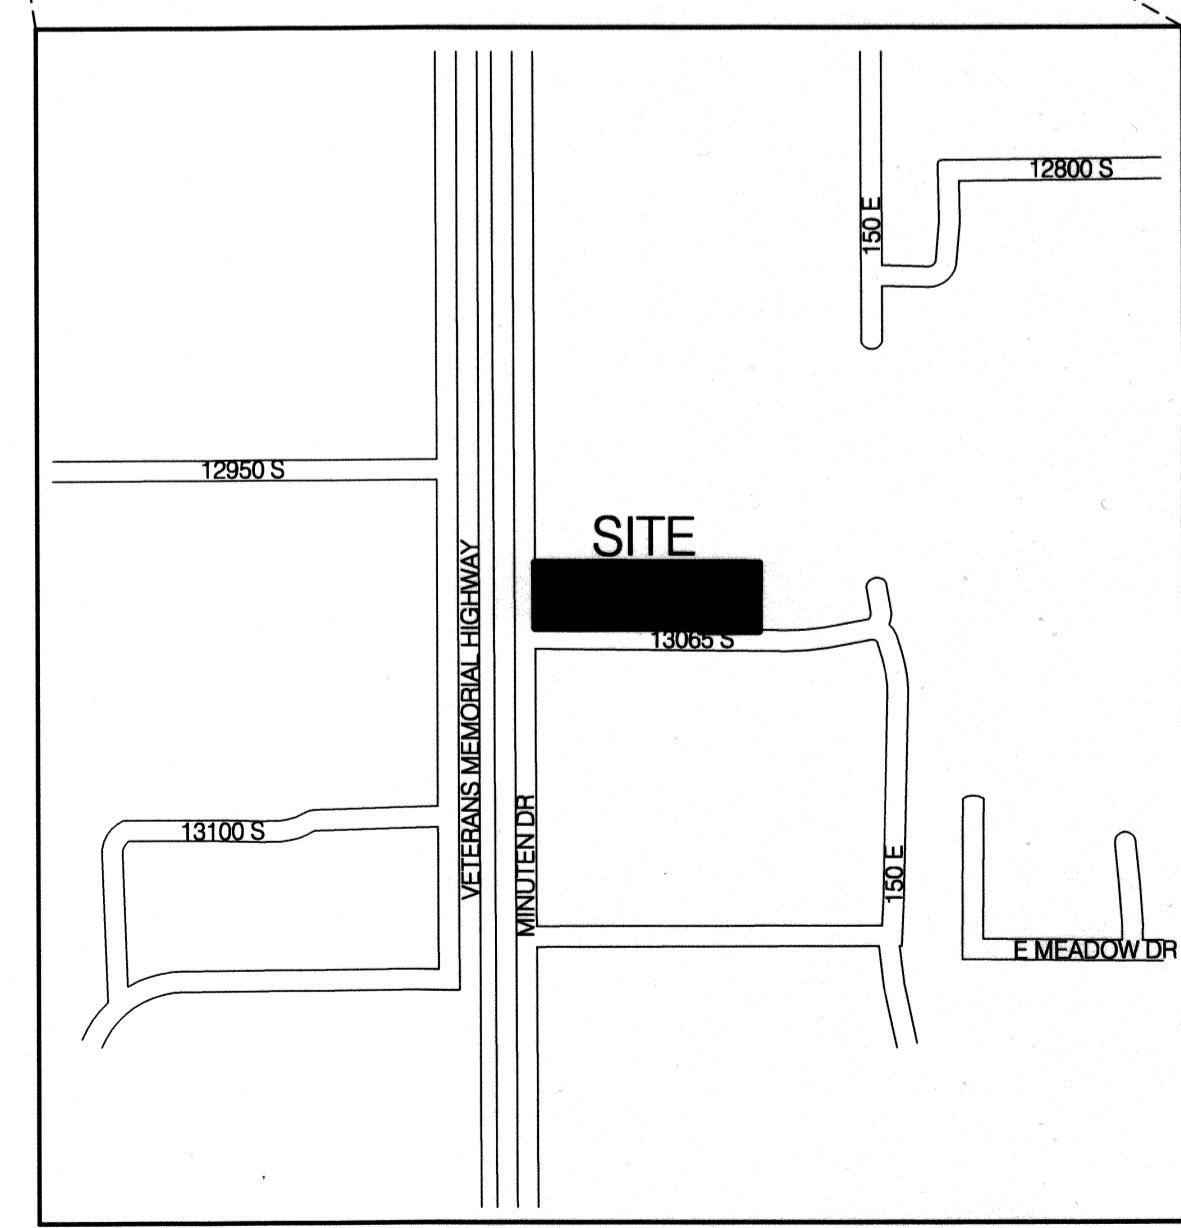 12800 S
150 E
12950 S
SITE
13065 S
VETERANS MEMORIAL HIGHWAY
MINUTEN DR
13100 S
150 E
E MEADOW DR